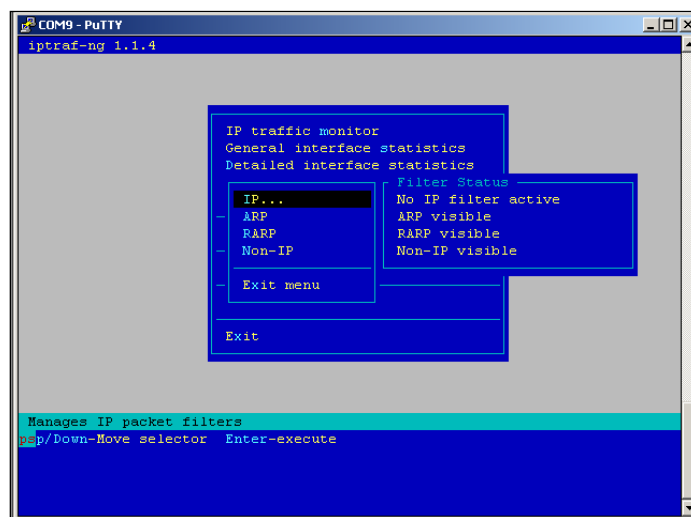 COM9 - PuTTY
iptraf-ng 1.1.4
IP traffic monitor
General interface statistics
Detailed interface statistics
IP...
ARP
RARP
Non-IP
Exit menu
Filter Status
No IP filter active
ARP visible
RARP visible
Non-IP visible
Exit
Manages IP packet filters
psp/Down-Move selector Enter-execute